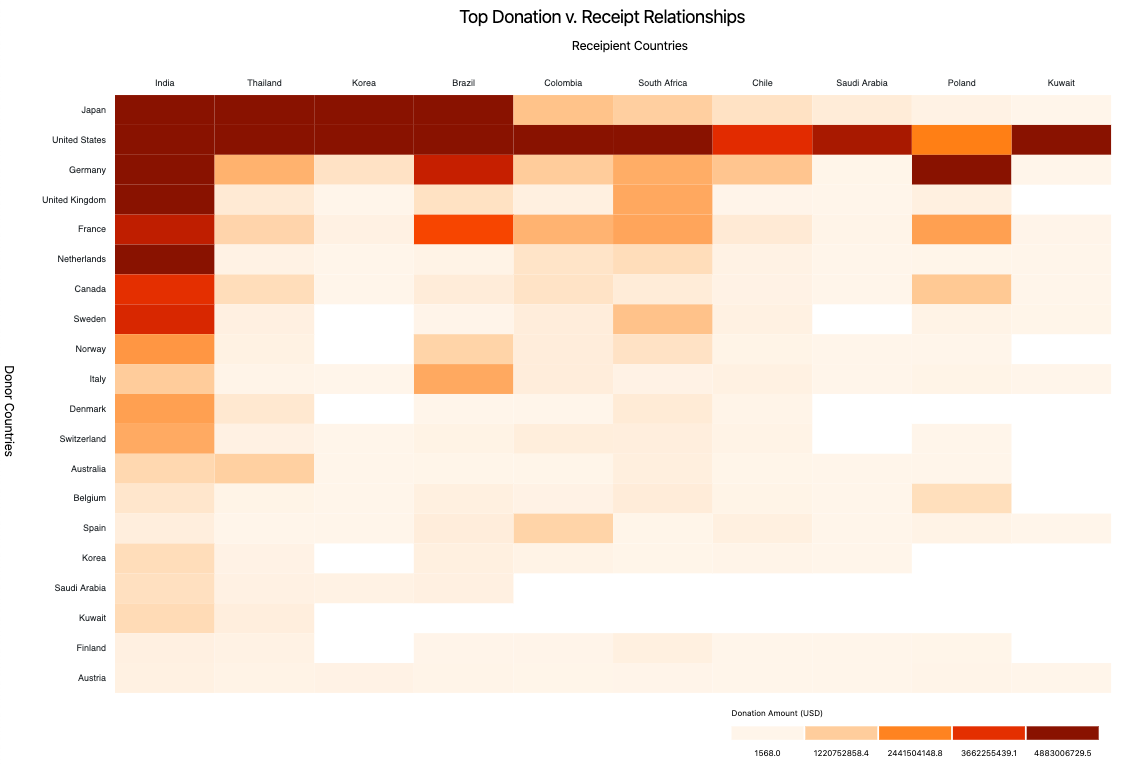 Top Donation v. Receipt Relationships
Receipient Countries
India Thailand Korea Brazil Colombia South Africa Chile Saudi Arabia Poland Kuwait
Japan
United States
Germany
United Kingdom
France
Netherlands
Canada
Sweden
Norway
Italy
Denmark
Switzerland
Australia
Belgium
Spain
Korea
Saudi Arabia
Kuwait
Finland
Austria
Donor Countries
Donation Amount (USD)
1568.0 1220752858.4 2441504148.8 3662255439.1 4883006729.5